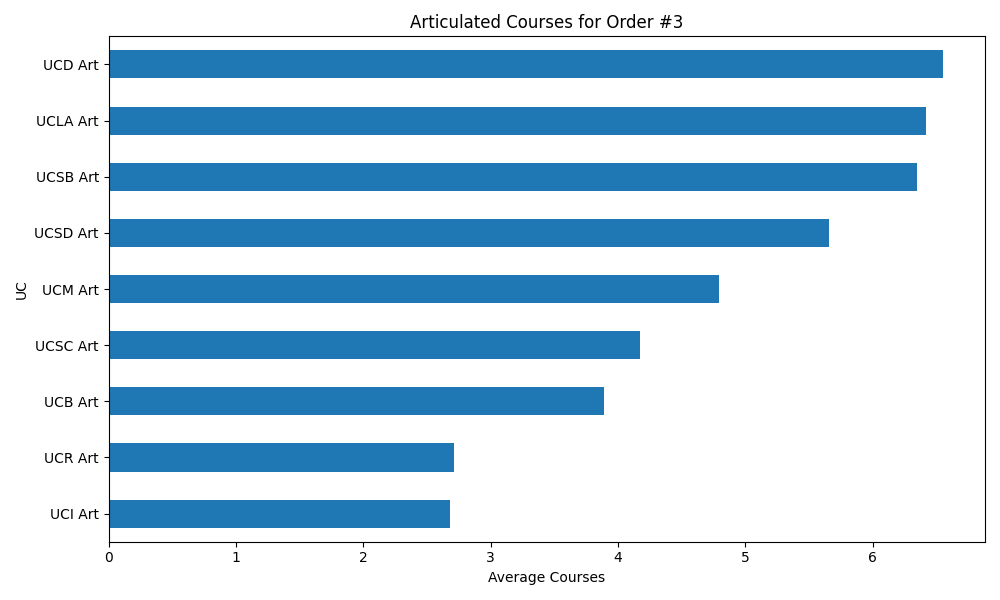 Articulated Courses for Order #3
UCD Art
UCLA Art
UCSB Art
UCSD Art
UCM Art
UCSC Art
UCB Art
UCR Art
UCI Art
UC
0 1 2 3 4 5 6
Average Courses